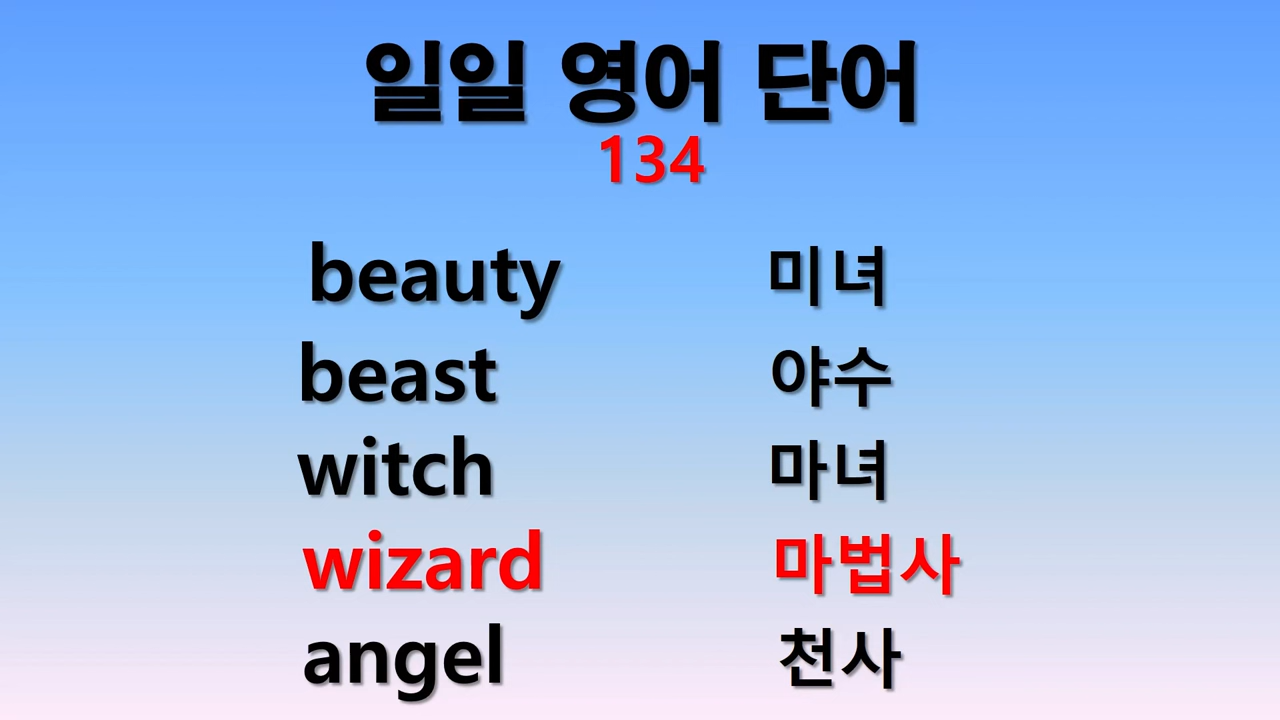 일일 영어 단어
134
beauty 미녀
beast 야수
witch 마녀
wizard 마법사
angel 천사